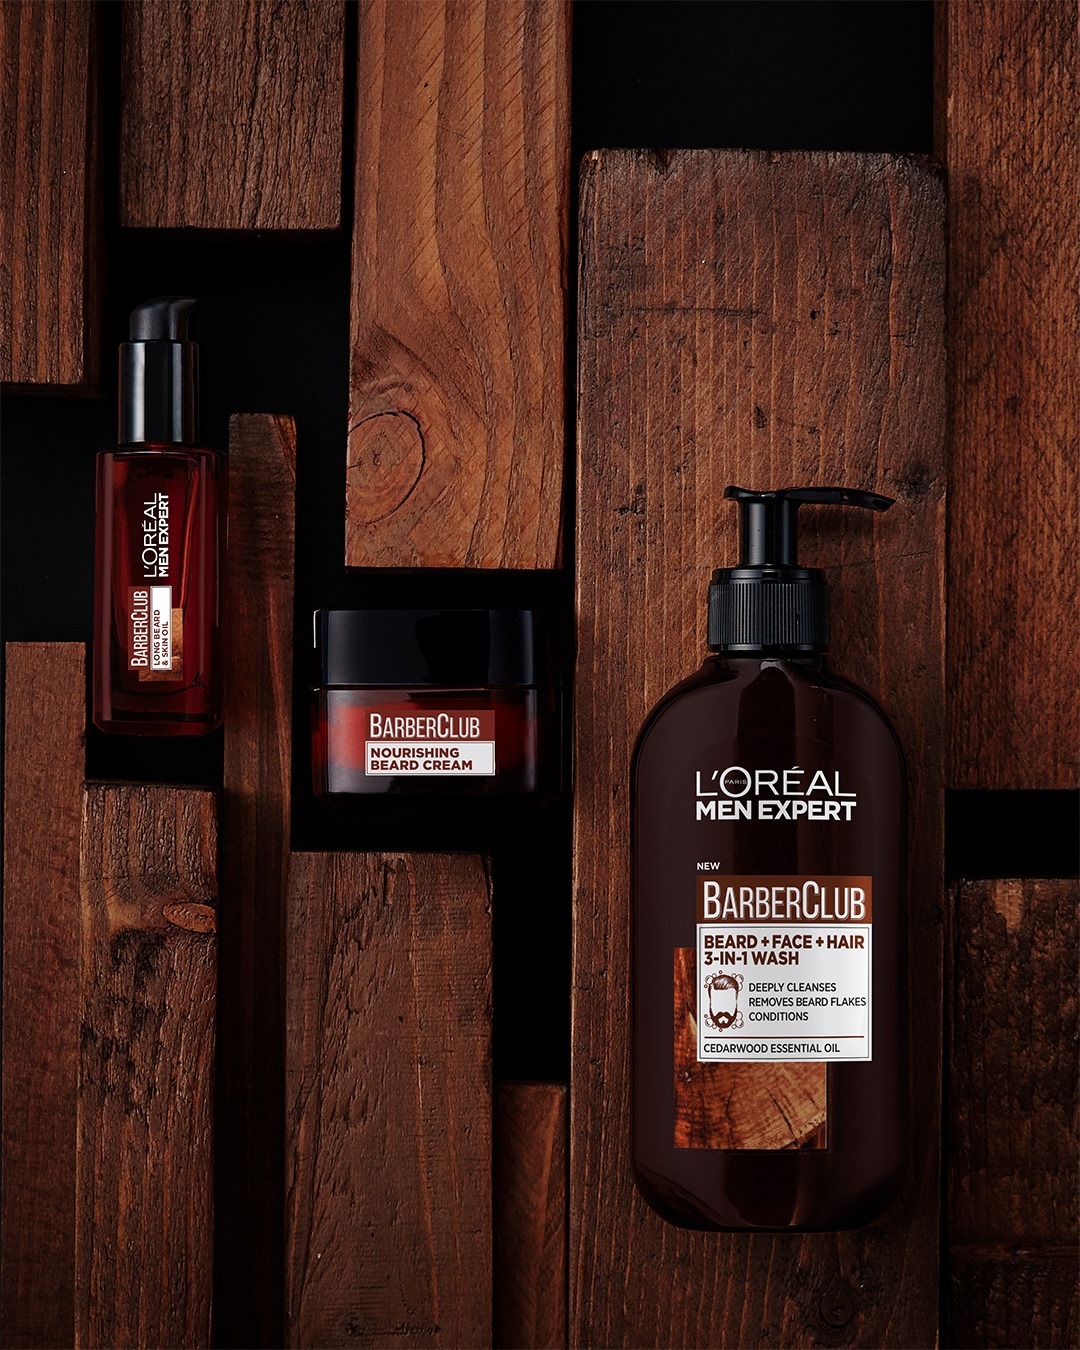 L'ORÉAL
MEN EXPERT
BARBERCLUB
LONG BEARD
& SKIN OIL
BARBERCLUB
NOURISHING
BEARD CREAM
L'ORÉAL
PARIS
MEN EXPERT
NEW
BARBERCLUB
BEARD + FACE + HAIR
3-IN-1 WASH
DEEPLY CLEANSES
REMOVES BEARD FLAKES
CONDITIONS
CEDARWOOD ESSENTIAL OIL